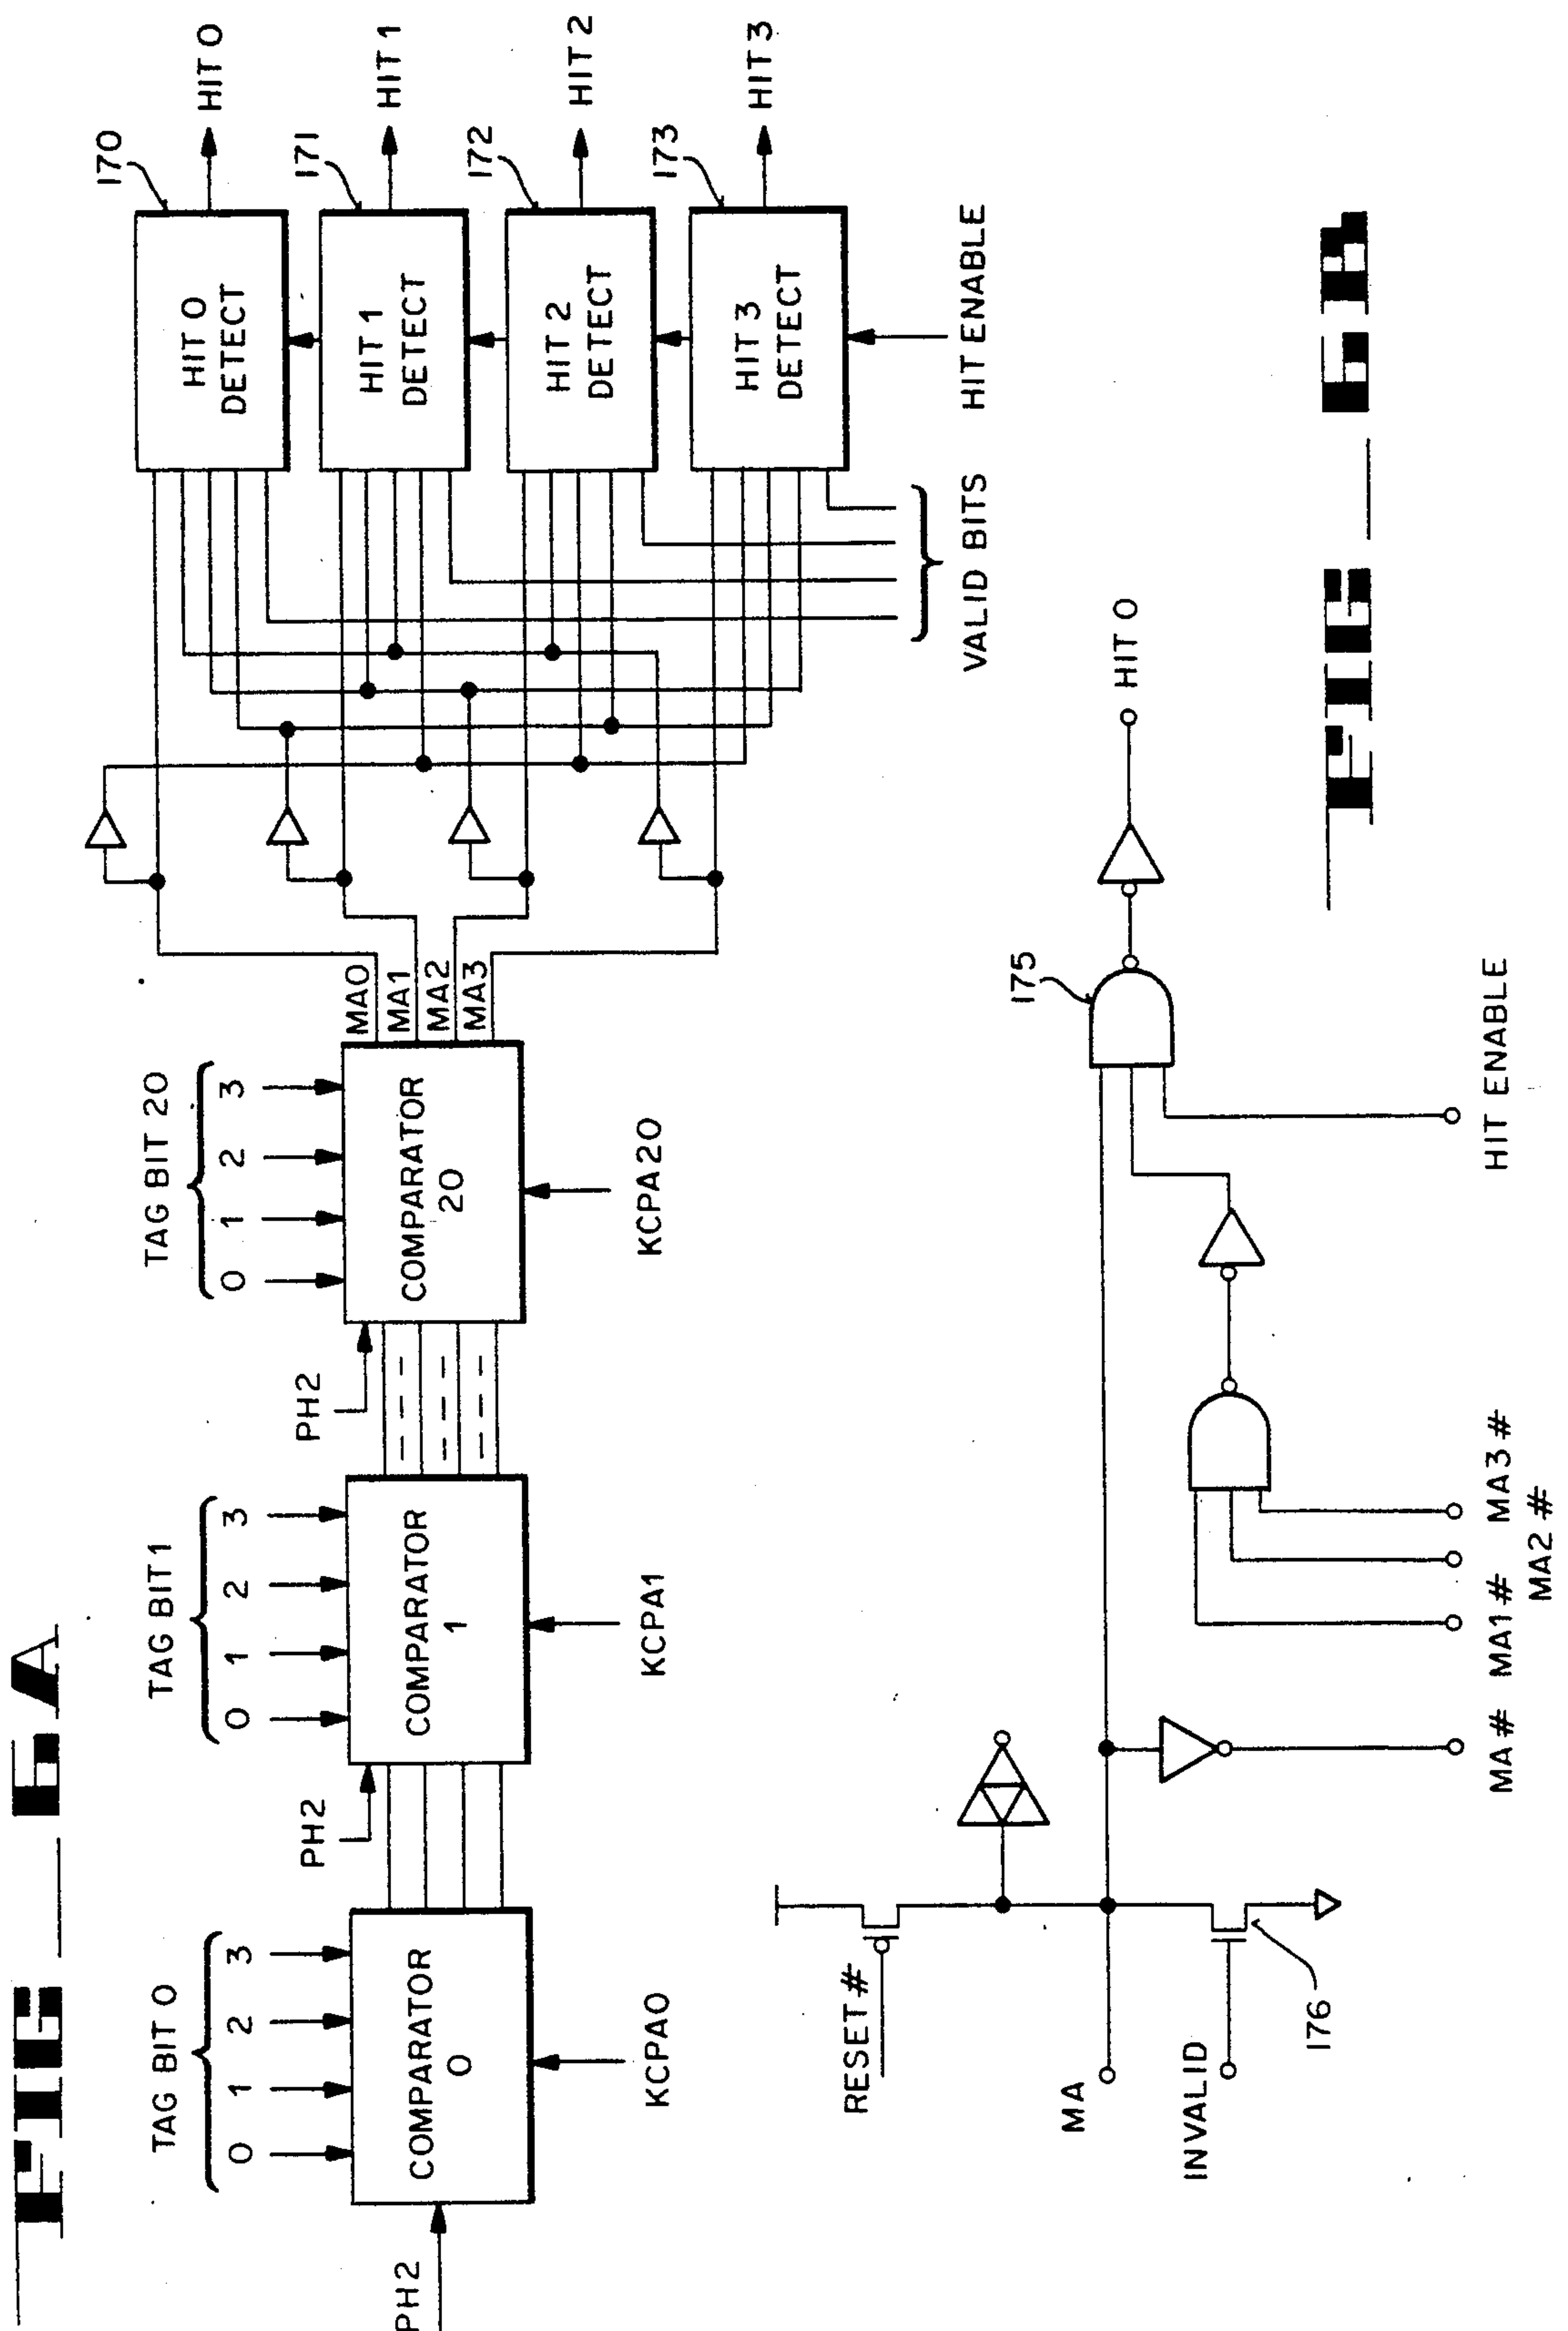 FIG 6A
TAG BIT 0
0 1 2 3
PH2
COMPARATOR
0
KCPA0
TAG BIT1
0 1 2 3
PH2
COMPARATOR
1
KCPA1
TAG BIT 20
0 1 2 3
PH2
COMPARATOR
20
KCPA20
MA0
MA1
MA2
MA3
HIT 0
DETECT
170
HIT 0
HIT 1
DETECT
171
HIT 1
HIT 2
DETECT
172
HIT 2
HIT 3
DETECT
173
HIT 3
VALID BITS
HIT ENABLE
RESET#
MA
INVALID
176
MA#
MA1#
MA2#
MA3#
175
HIT ENABLE
HIT 0
FIG 6B